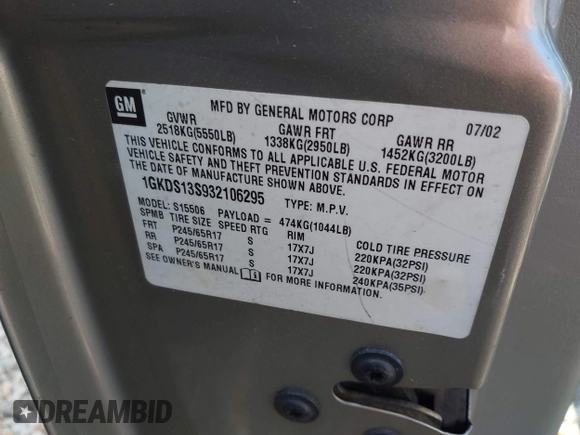 GM
MFD BY GENERAL MOTORS CORP 07/02
GVWR GAWR FRT GAWR RR
2518KG(5550LB) 1338KG(2950LB) 1452KG(3200LB)
THIS VEHICLE CONFORMS TO ALL APPLICABLE U.S. FEDERAL MOTOR
VEHICLE SAFETY AND THEFT PREVENTION STANDARDS IN EFFECT ON
THE DATE OF MANUFACTURE SHOWN ABOVE.
1GKDS13S932106295 TYPE: M.P.V.
MODEL: S15506 PAYLOAD = 474KG(1044LB)
SPMB TIRE SIZE SPEED RTG RIM COLD TIRE PRESSURE
FRT P245/65R17 S 17X7J 220KPA(32PSI)
RR P245/65R17 S 17X7J 220KPA(32PSI)
SPA P245/65R17 S 17X7J 240KPA(35PSI)
SEE OWNER'S MANUAL FOR MORE INFORMATION.
DREAMBID